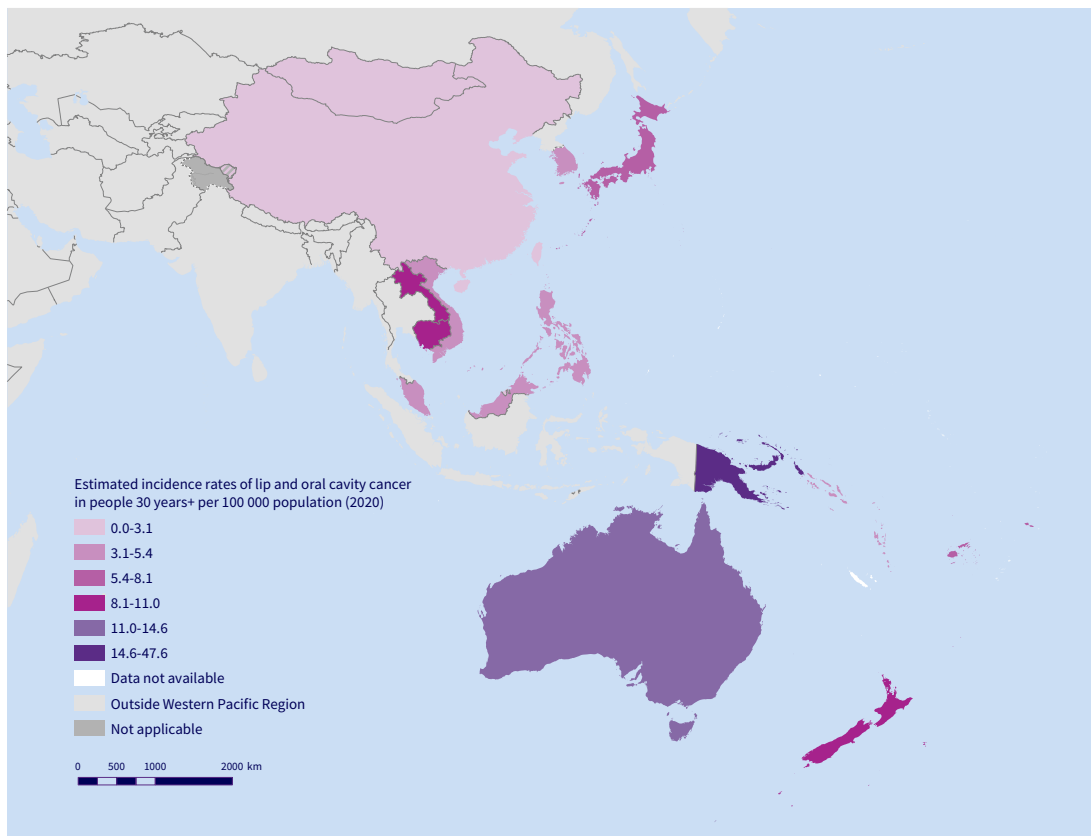 Estimated incidence rates of lip and oral cavity cancer
in people 30 years+ per 100 000 population (2020)
0.0-3.1
3.1-5.4
5.4-8.1
8.1-11.0
11.0-14.6
14.6-47.6
Data not available
Outside Western Pacific Region
Not applicable
0 500 1000 2000 km